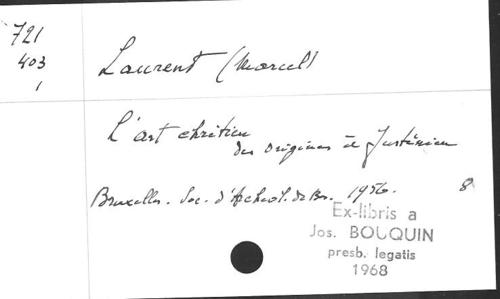 721
403
1
Laurent (Marcel)
L'art chrétien
des origines à Justinien
Bruxelles. Soc. d'Archéol. de Br. 1956. 8
Ex-libris a
Jos. BOUQUIN
presb. legatis
1968